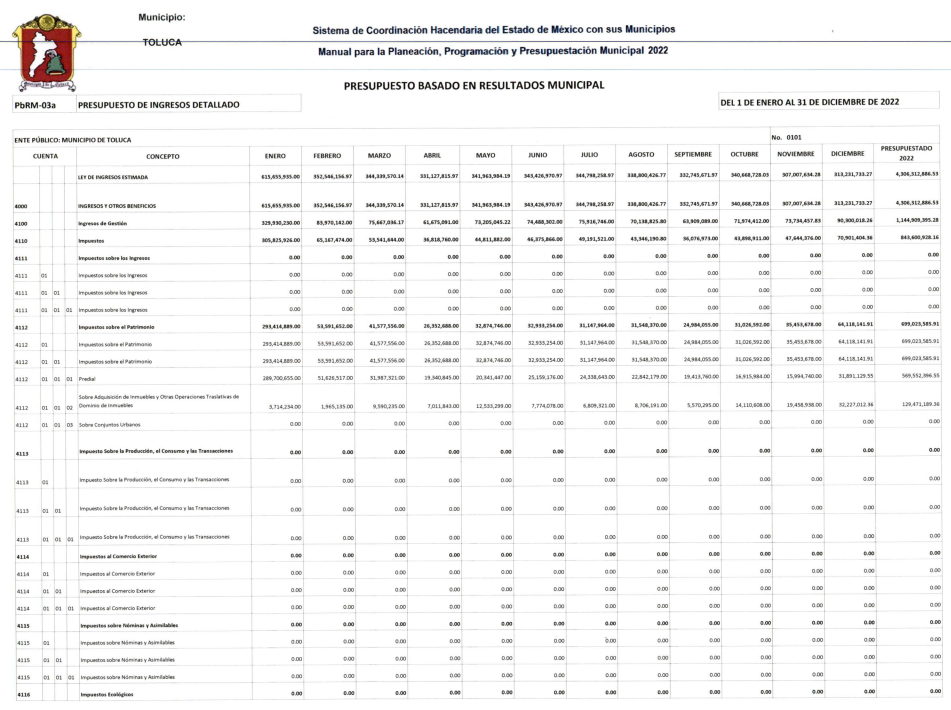 Municipio:
TOLUCA
Sistema de Coordinación Hacendaria del Estado de México con sus Municipios
Manual para la Planeación, Programación y Presupuestación Municipal 2022
PRESUPUESTO BASADO EN RESULTADOS MUNICIPAL
PbRM-03a PRESUPUESTO DE INGRESOS DETALLADO DEL 1 DE ENERO AL 31 DE DICIEMBRE DE 2022
ENTE PÚBLICO: MUNICIPIO DE TOLUCA No. 0101
CUENTA CONCEPTO ENERO FEBRERO MARZO ABRIL MAYO JUNIO JULIO AGOSTO SEPTIEMBRE OCTUBRE NOVIEMBRE DICIEMBRE PRESUPUESTADO 2022
LEY DE INGRESOS ESTIMADA 615,655,935.00 352,546,156.97 344,339,570.14 331,127,815.97 341,963,984.19 343,426,970.97 344,798,258.97 338,800,426.77 332,745,671.97 340,668,728.03 307,007,634.28 313,231,733.27 4,306,312,886.53
4000 INGRESOS Y OTROS BENEFICIOS 615,655,935.00 352,546,156.97 344,339,570.14 331,127,815.97 341,963,984.19 343,426,970.97 344,798,258.97 338,800,426.77 332,745,671.97 340,668,728.03 307,007,634.28 313,231,733.27 4,306,312,886.53
4100 Ingresos de Gestión 329,930,230.00 83,970,142.00 75,667,036.17 61,675,091.00 73,205,045.22 74,488,302.00 75,916,746.00 70,138,825.80 63,909,089.00 71,974,412.00 73,734,457.83 90,300,018.26 1,144,909,395.28
4110 Impuestos 305,825,926.00 65,167,474.00 53,541,644.00 36,818,760.00 44,811,882.00 46,375,866.00 49,191,521.00 43,346,190.80 36,076,973.00 43,898,911.00 47,644,376.00 70,901,404.36 843,600,928.16
4111 Impuestos sobre los Ingresos 0.00 0.00 0.00 0.00 0.00 0.00 0.00 0.00 0.00 0.00 0.00 0.00 0.00
4111 01 Impuestos sobre los Ingresos 0.00 0.00 0.00 0.00 0.00 0.00 0.00 0.00 0.00 0.00 0.00 0.00 0.00
4111 01 01 Impuestos sobre los Ingresos 0.00 0.00 0.00 0.00 0.00 0.00 0.00 0.00 0.00 0.00 0.00 0.00 0.00
4111 01 01 01 Impuestos sobre los Ingresos 0.00 0.00 0.00 0.00 0.00 0.00 0.00 0.00 0.00 0.00 0.00 0.00 0.00
4112 Impuestos sobre el Patrimonio 293,414,889.00 53,591,652.00 41,577,556.00 26,352,688.00 32,874,746.00 32,933,254.00 31,147,964.00 31,548,370.00 24,984,055.00 31,026,592.00 35,453,678.00 64,118,141.91 699,023,585.91
4112 01 Impuestos sobre el Patrimonio 293,414,889.00 53,591,652.00 41,577,556.00 26,352,688.00 32,874,746.00 32,933,254.00 31,147,964.00 31,548,370.00 24,984,055.00 31,026,592.00 35,453,678.00 64,118,141.91 699,023,585.91
4112 01 01 Impuestos sobre el Patrimonio 293,414,889.00 53,591,652.00 41,577,556.00 26,352,688.00 32,874,746.00 32,933,254.00 31,147,964.00 31,548,370.00 24,984,055.00 31,026,592.00 35,453,678.00 64,118,141.91 699,023,585.91
4112 01 01 01 Predial 289,700,655.00 51,626,517.00 31,987,321.00 19,340,845.00 20,341,447.00 25,159,176.00 24,338,643.00 22,842,179.00 19,413,760.00 16,915,984.00 15,994,740.00 31,891,129.55 569,552,396.55
Sobre Adquisición de Inmuebles y Otras Operaciones Traslativas de
4112 01 01 02 Dominio de Inmuebles 3,714,234.00 1,965,135.00 9,590,235.00 7,011,843.00 12,533,299.00 7,774,078.00 6,809,321.00 8,706,191.00 5,570,295.00 14,110,608.00 19,458,938.00 32,227,012.36 129,471,189.36
4112 01 01 03 Sobre Conjuntos Urbanos 0.00 0.00 0.00 0.00 0.00 0.00 0.00 0.00 0.00 0.00 0.00 0.00 0.00
4113 Impuesto Sobre la Producción, el Consumo y las Transacciones 0.00 0.00 0.00 0.00 0.00 0.00 0.00 0.00 0.00 0.00 0.00 0.00 0.00
4113 01 Impuesto Sobre la Producción, el Consumo y las Transacciones 0.00 0.00 0.00 0.00 0.00 0.00 0.00 0.00 0.00 0.00 0.00 0.00 0.00
4113 01 01 Impuesto Sobre la Producción, el Consumo y las Transacciones 0.00 0.00 0.00 0.00 0.00 0.00 0.00 0.00 0.00 0.00 0.00 0.00 0.00
4113 01 01 01 Impuesto Sobre la Producción, el Consumo y las Transacciones 0.00 0.00 0.00 0.00 0.00 0.00 0.00 0.00 0.00 0.00 0.00 0.00 0.00
4114 Impuestos al Comercio Exterior 0.00 0.00 0.00 0.00 0.00 0.00 0.00 0.00 0.00 0.00 0.00 0.00 0.00
4114 01 Impuestos al Comercio Exterior 0.00 0.00 0.00 0.00 0.00 0.00 0.00 0.00 0.00 0.00 0.00 0.00 0.00
4114 01 01 Impuestos al Comercio Exterior 0.00 0.00 0.00 0.00 0.00 0.00 0.00 0.00 0.00 0.00 0.00 0.00 0.00
4114 01 01 01 Impuestos al Comercio Exterior 0.00 0.00 0.00 0.00 0.00 0.00 0.00 0.00 0.00 0.00 0.00 0.00 0.00
4115 Impuestos sobre Nóminas y Asimilables 0.00 0.00 0.00 0.00 0.00 0.00 0.00 0.00 0.00 0.00 0.00 0.00 0.00
4115 01 Impuestos sobre Nóminas y Asimilables 0.00 0.00 0.00 0.00 0.00 0.00 0.00 0.00 0.00 0.00 0.00 0.00 0.00
4115 01 01 Impuestos sobre Nóminas y Asimilables 0.00 0.00 0.00 0.00 0.00 0.00 0.00 0.00 0.00 0.00 0.00 0.00 0.00
4115 01 01 01 Impuestos sobre Nóminas y Asimilables 0.00 0.00 0.00 0.00 0.00 0.00 0.00 0.00 0.00 0.00 0.00 0.00 0.00
4116 Impuestos Ecológicos 0.00 0.00 0.00 0.00 0.00 0.00 0.00 0.00 0.00 0.00 0.00 0.00 0.00